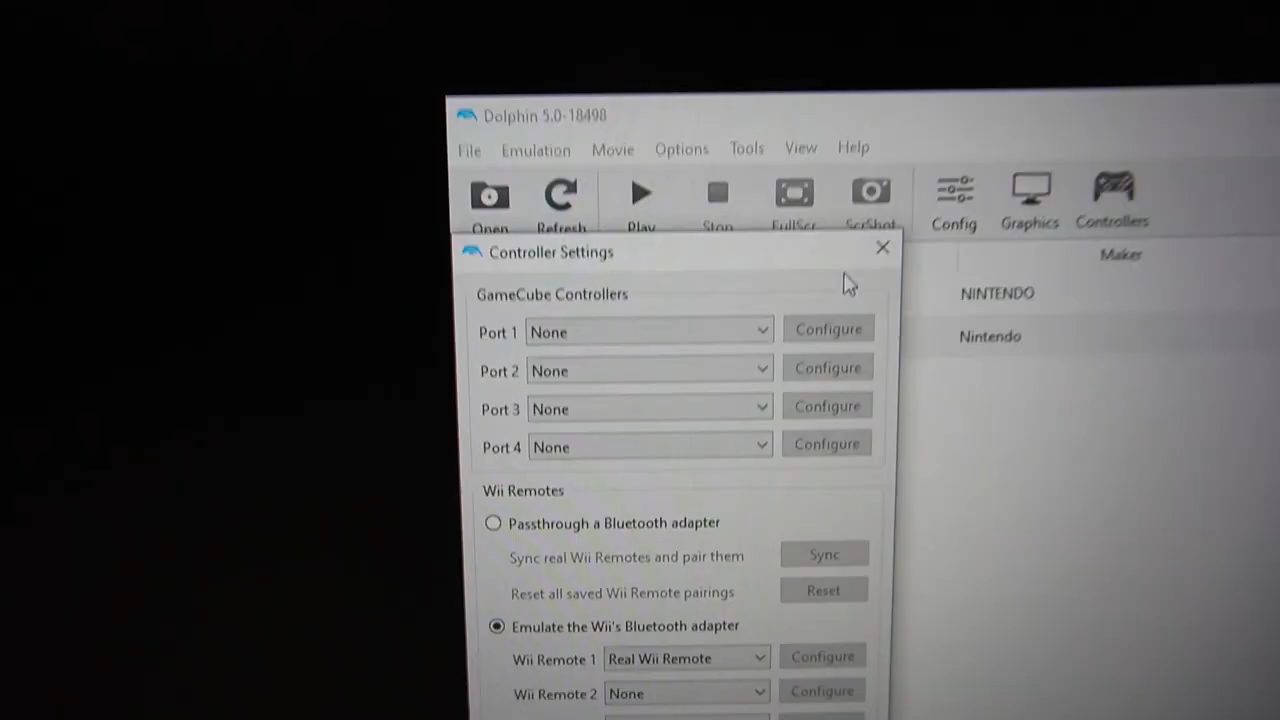 Dolphin 5.0-18498
File Emulation Movie Options Tools View Help
Open Refresh Play Stop FullScr ScrShot Config Graphics Controllers
Controller Settings
Maker
GameCube Controllers
NINTENDO
Port 1 None Configure
Nintendo
Port 2 None Configure
Port 3 None Configure
Port 4 None Configure
Wii Remotes
Passthrough a Bluetooth adapter
Sync real Wii Remotes and pair them Sync
Reset all saved Wii Remote pairings Reset
Emulate the Wii's Bluetooth adapter
Wii Remote 1 Real Wii Remote Configure
Wii Remote 2 None Configure